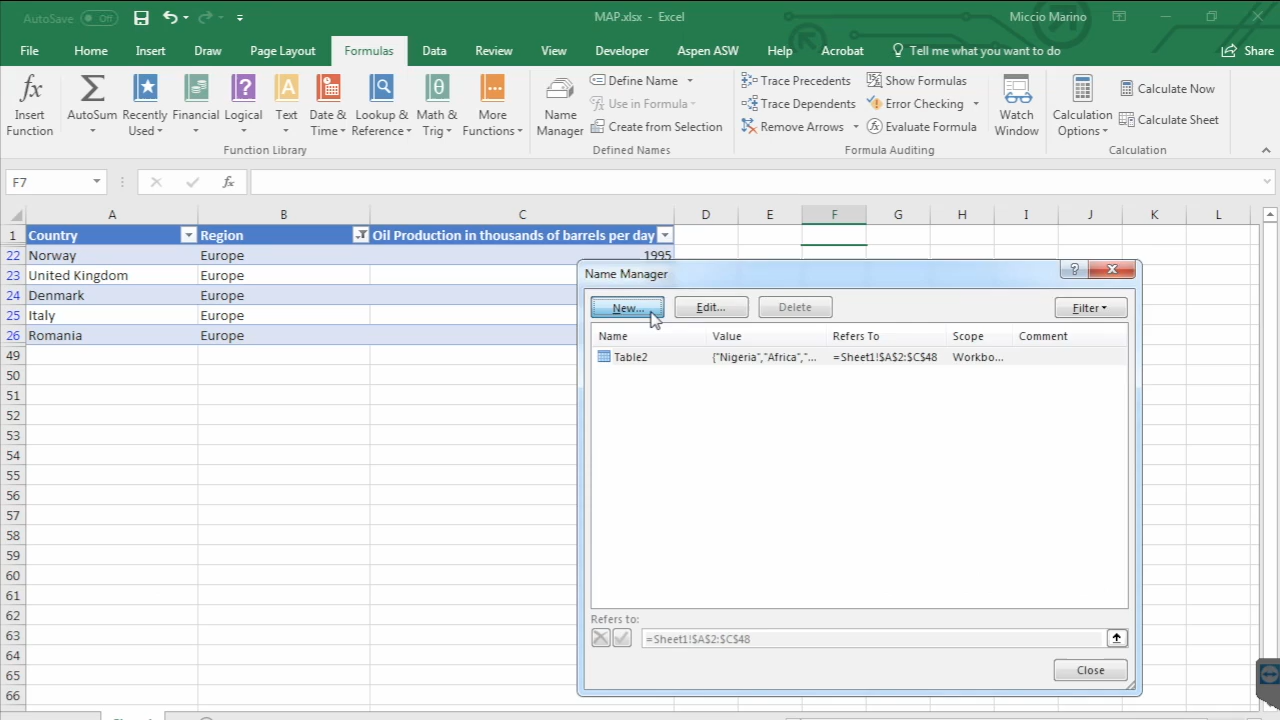 AutoSave Off MAP.xlsx - Excel Miccio Marino
File Home Insert Draw Page Layout Formulas Data Review View Developer Aspen ASW Help Acrobat Tell me what you want to do Share
Insert Function
AutoSum
Recently Used
Financial
Logical
Text
Date & Time
Lookup & Reference
Math & Trig
More Functions
Function Library
Name Manager
Define Name
Use in Formula
Create from Selection
Defined Names
Trace Precedents
Trace Dependents
Remove Arrows
Show Formulas
Error Checking
Evaluate Formula
Formula Auditing
Watch Window
Calculation Options
Calculate Now
Calculate Sheet
Calculation
F7 fx
A B C D E F G H I J K L
1 Country Region Oil Production in thousands of barrels per day
22 Norway Europe 1995
23 United Kingdom Europe
24 Denmark Europe
25 Italy Europe
26 Romania Europe
49
50
51
52
53
54
55
56
57
58
59
60
61
62
63
64
65
66
Name Manager
New... Edit... Delete Filter
Name Value Refers To Scope Comment
Table2 {"Nigeria","Africa","... =Sheet1!$A$2:$C$48 Workbo...
Refers to:
=Sheet1!$A$2:$C$48
Close